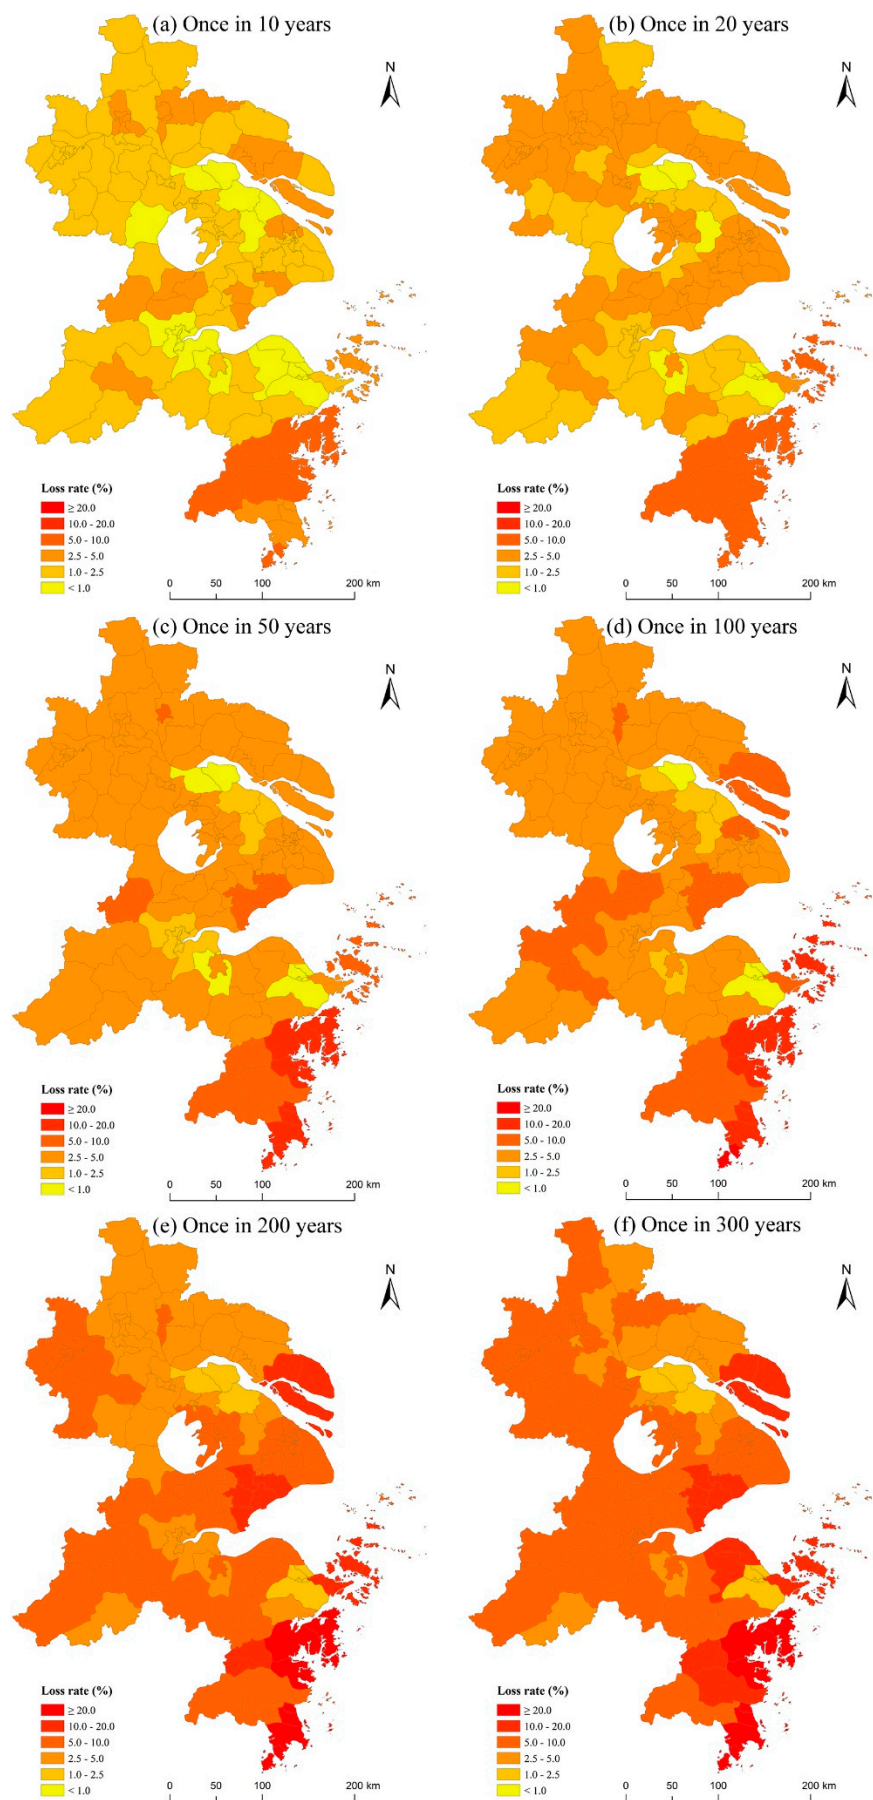 (a) Once in 10 years
N
Loss rate (%)
≥ 20.0
10.0 - 20.0
5.0 - 10.0
2.5 - 5.0
1.0 - 2.5
< 1.0
0 50 100 200 km
(b) Once in 20 years
N
Loss rate (%)
≥ 20.0
10.0 - 20.0
5.0 - 10.0
2.5 - 5.0
1.0 - 2.5
< 1.0
0 50 100 200 km
(c) Once in 50 years
N
Loss rate (%)
≥ 20.0
10.0 - 20.0
5.0 - 10.0
2.5 - 5.0
1.0 - 2.5
< 1.0
0 50 100 200 km
(d) Once in 100 years
N
Loss rate (%)
≥ 20.0
10.0 - 20.0
5.0 - 10.0
2.5 - 5.0
1.0 - 2.5
< 1.0
0 50 100 200 km
(e) Once in 200 years
N
Loss rate (%)
≥ 20.0
10.0 - 20.0
5.0 - 10.0
2.5 - 5.0
1.0 - 2.5
< 1.0
0 50 100 200 km
(f) Once in 300 years
N
Loss rate (%)
≥ 20.0
10.0 - 20.0
5.0 - 10.0
2.5 - 5.0
1.0 - 2.5
< 1.0
0 50 100 200 km